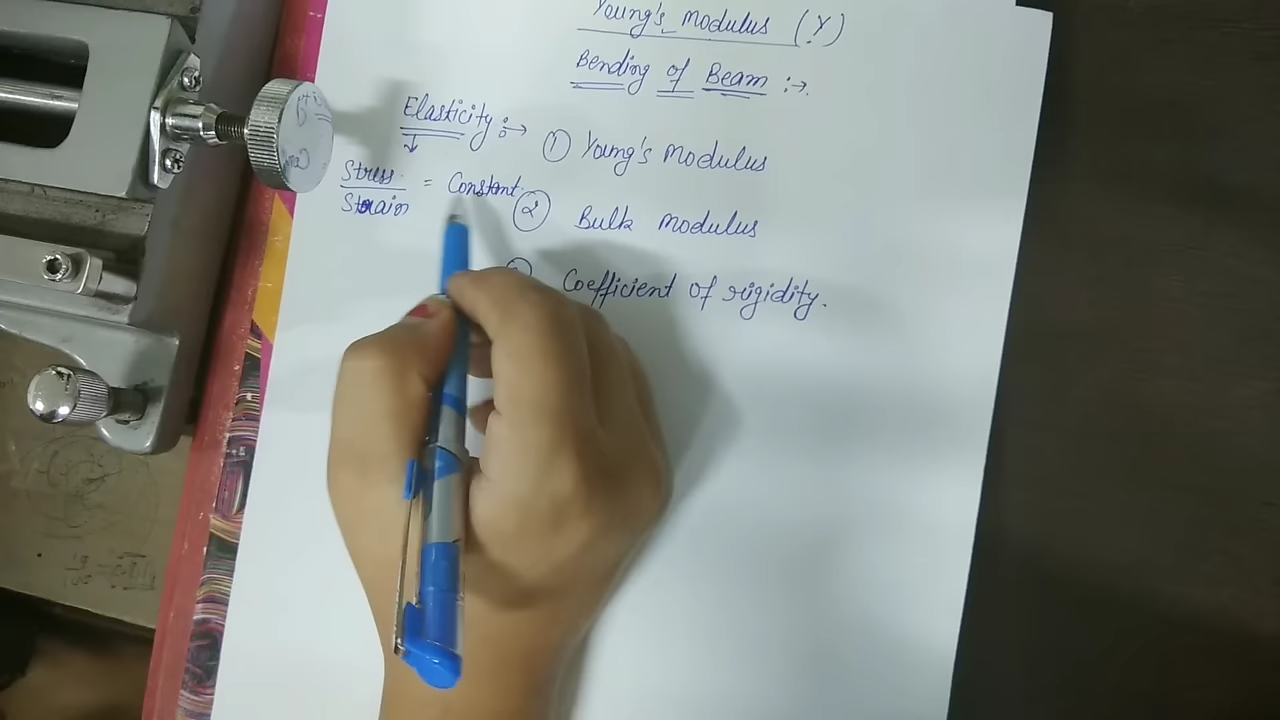 Young's modulus (Y)
Bending of Beam :→.
Elasticity :→ ① Young's modulus
↓
Stress / Strain = Constant.
② Bulk modulus
Coefficient of rigidity.